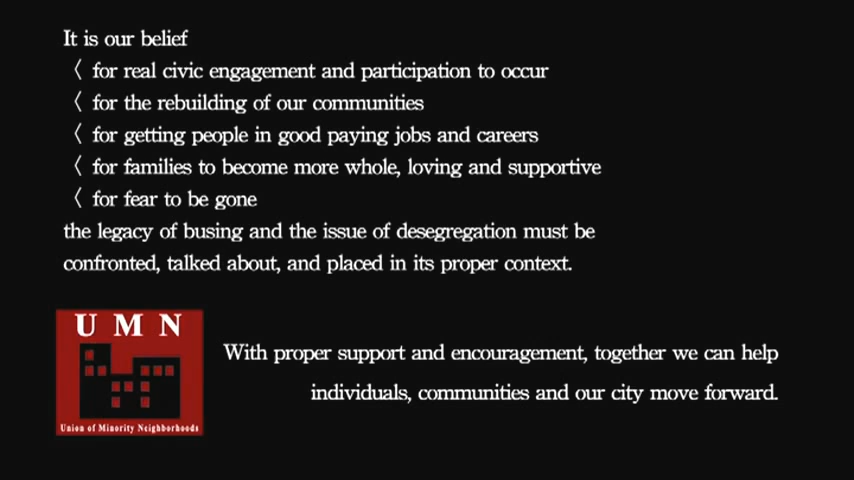 It is our belief
〈 for real civic engagement and participation to occur
〈 for the rebuilding of our communities
〈 for getting people in good paying jobs and careers
〈 for families to become more whole, loving and supportive
〈 for fear to be gone
the legacy of busing and the issue of desegregation must be
confronted, talked about, and placed in its proper context.
UMN
Union of Minority Neighborhoods
With proper support and encouragement, together we can help
individuals, communities and our city move forward.